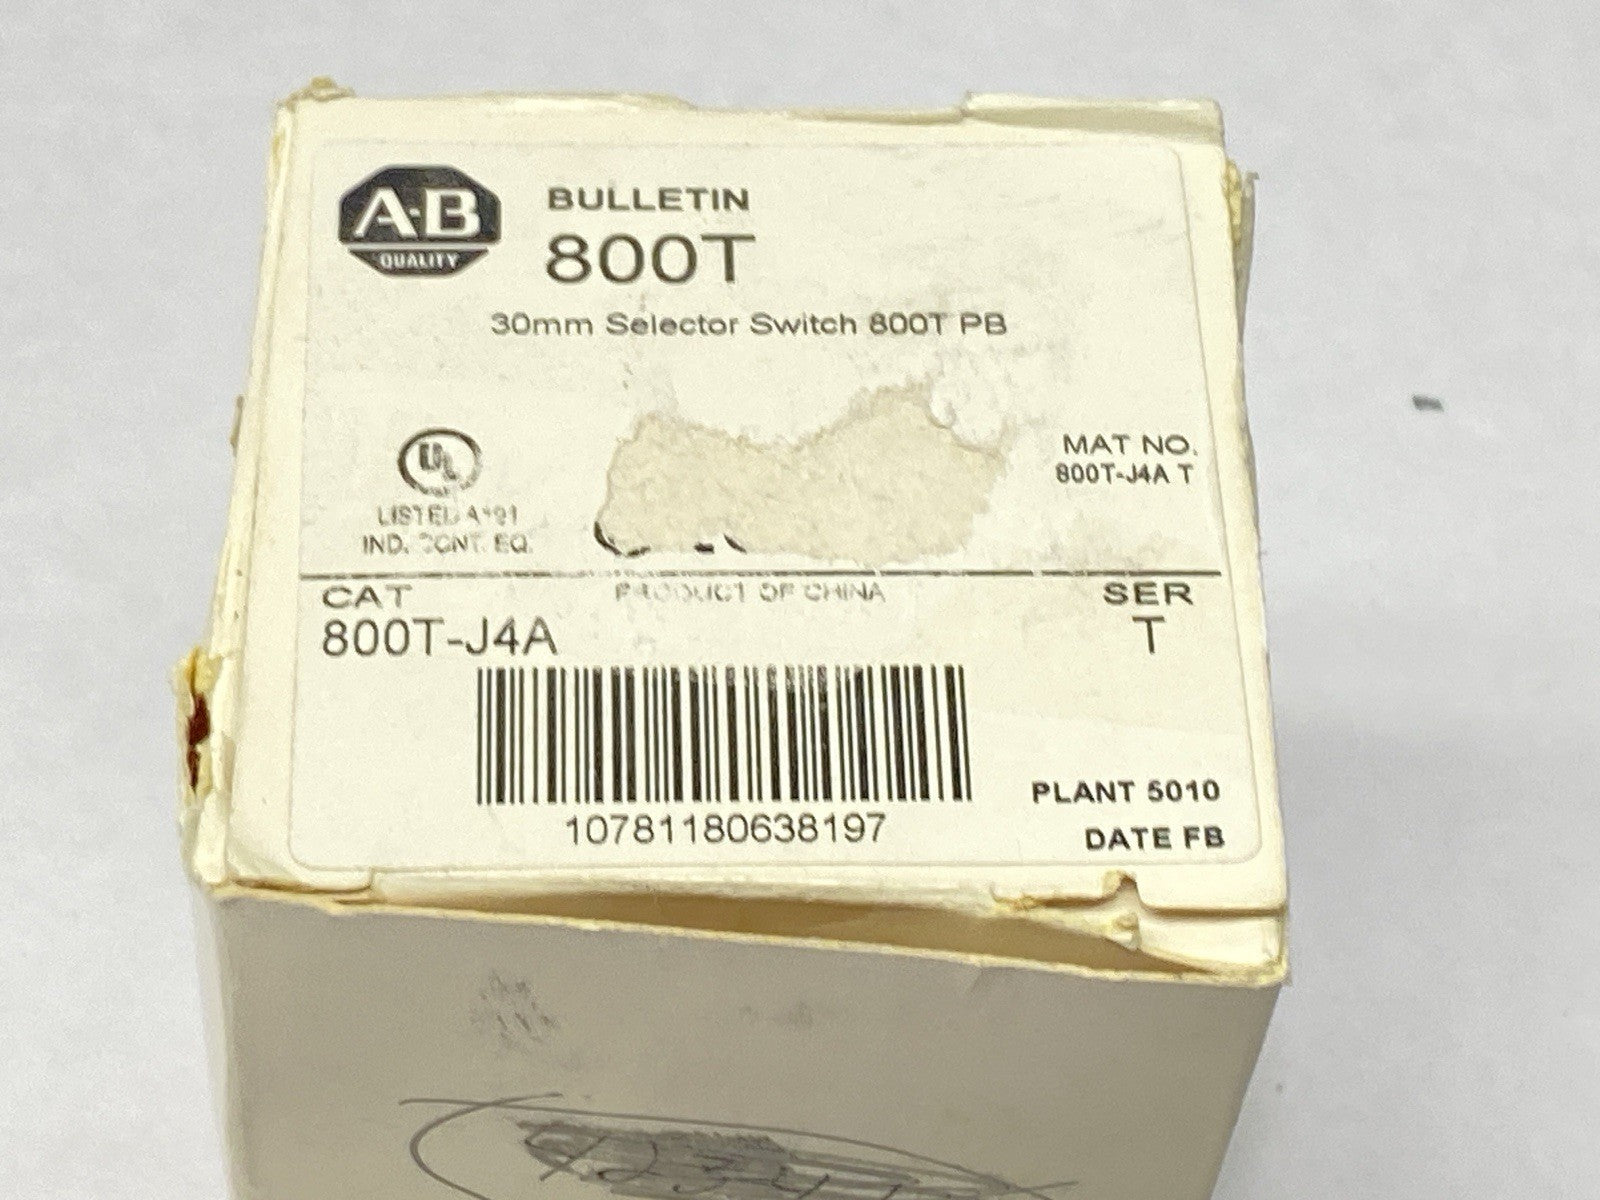 A-B
QUALITY
BULLETIN
800T
30mm Selector Switch 800T PB
MAT NO.
800T-J4A T
UL
LISTED
IND. CONT. EQ.
CAT
PRODUCT OF CHINA
SER
800T-J4A
T
10781180638197
PLANT 5010
DATE FB